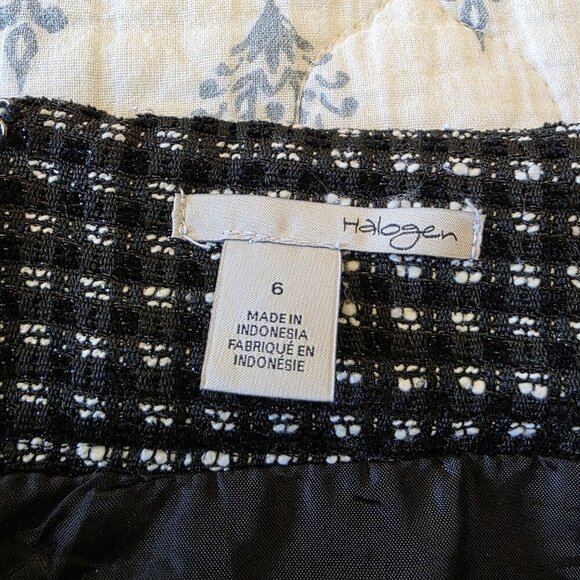 Halogen
6
MADE IN
INDONESIA
FABRIQUÉ EN
INDONÉSIE